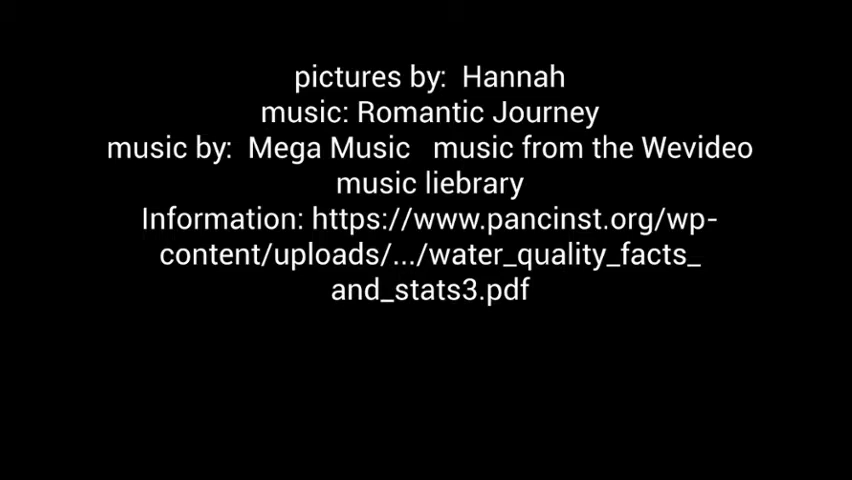 pictures by:  Hannah
music: Romantic Journey
music by:  Mega Music   music from the Wevideo
music liebrary
Information: https://www.pancinst.org/wp-
content/uploads/.../water_quality_facts_
and_stats3.pdf